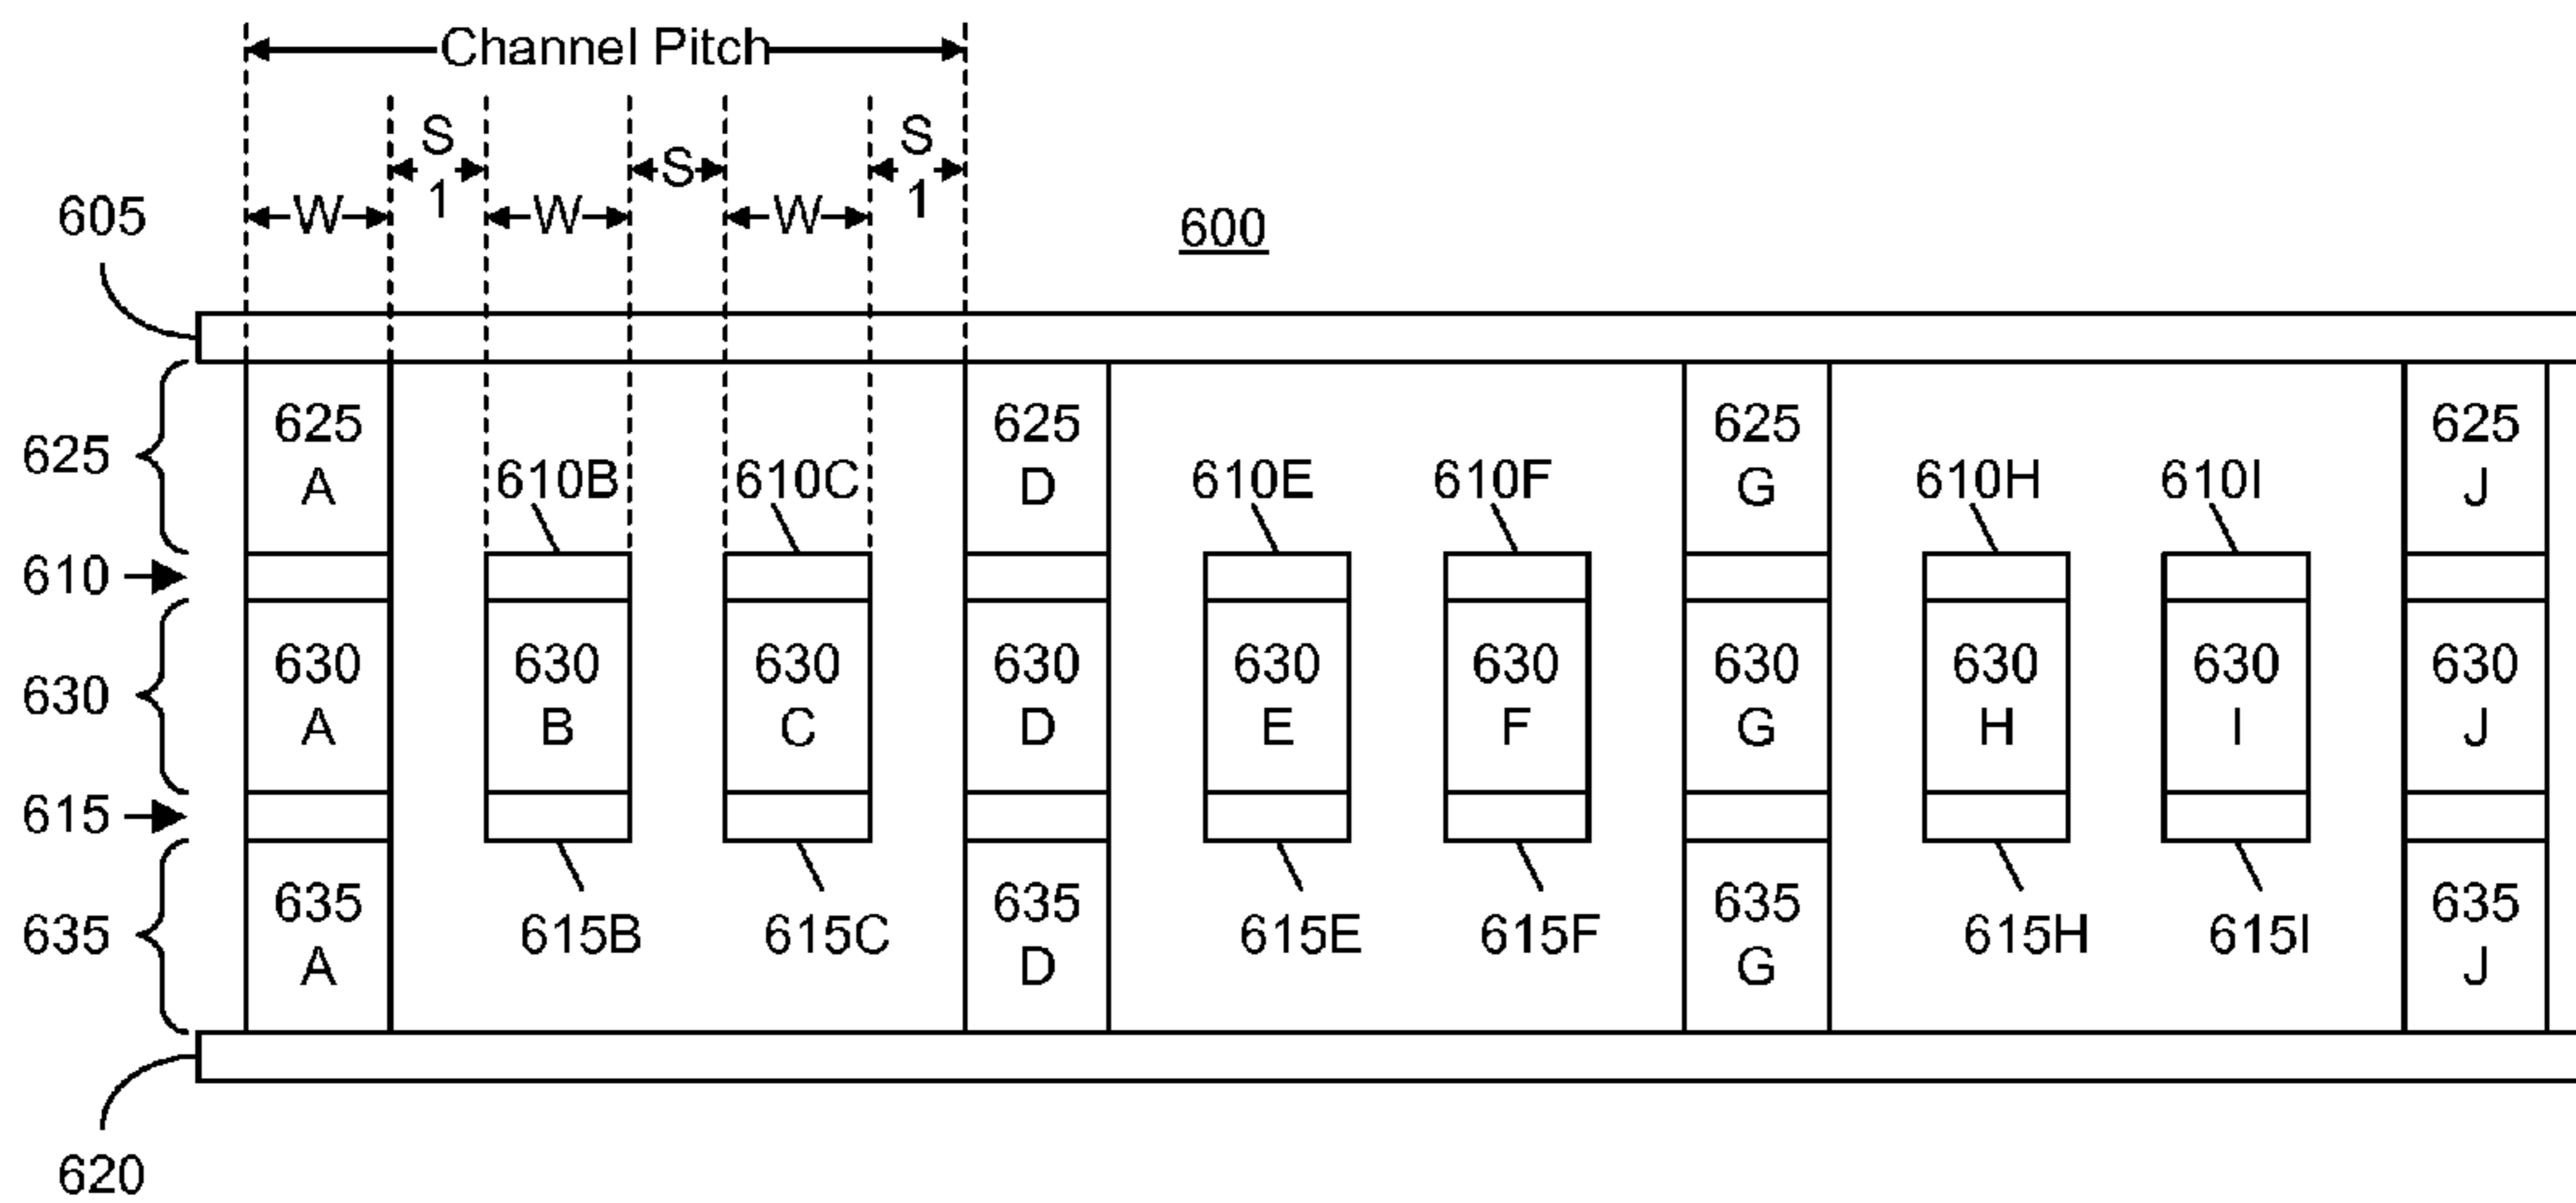 Channel Pitch
S
1
S
S
1
W
W
W
605
600
625
625
A
625
D
625
G
625
J
610B
610C
610E
610F
610H
610I
610
630
630
A
630
B
630
C
630
D
630
E
630
F
630
G
630
H
630
I
630
J
615
635
635
A
635
D
635
G
635
J
615B
615C
615E
615F
615H
615I
620